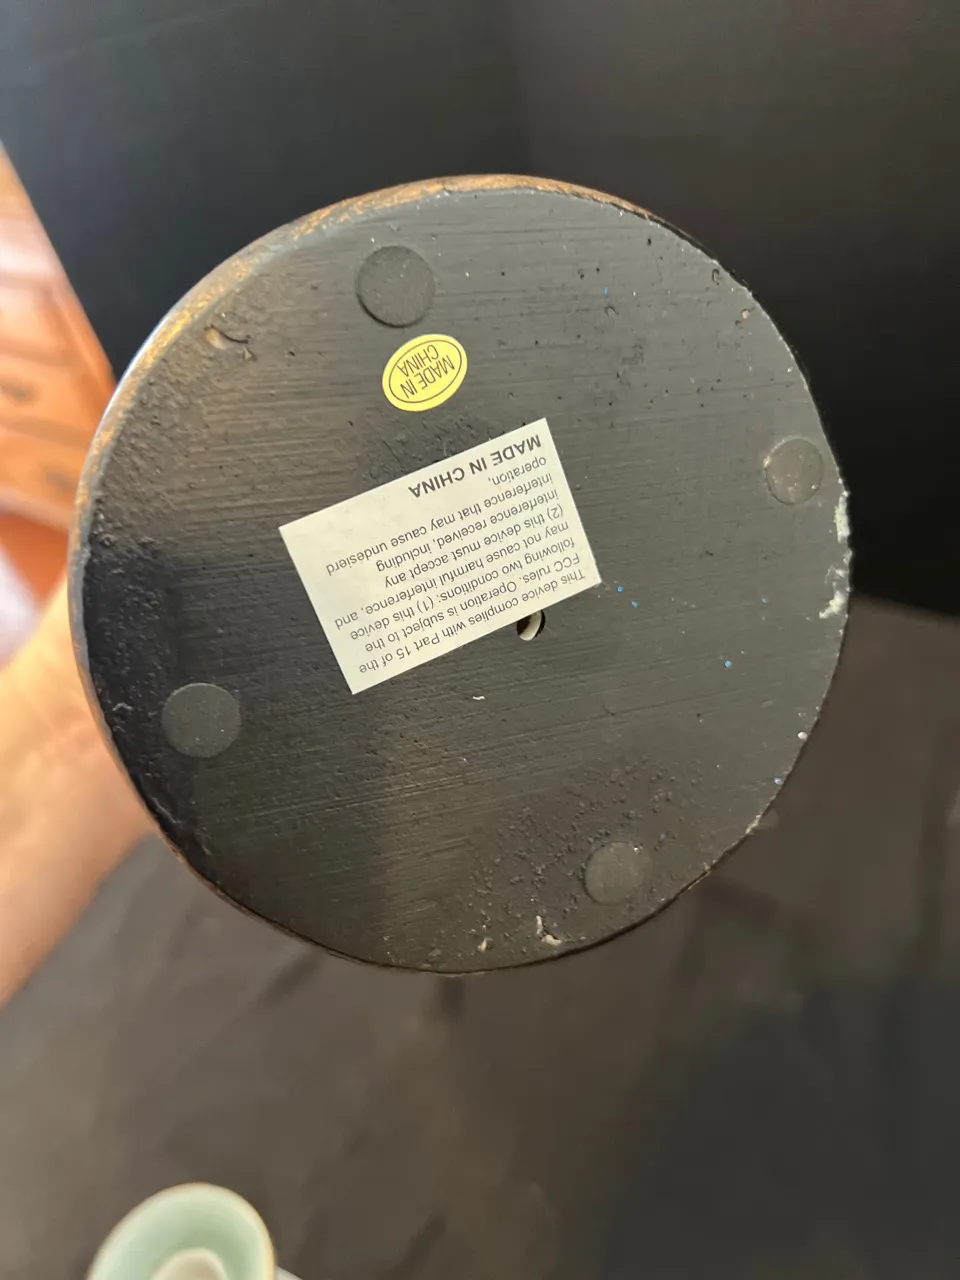 This device complies with Part 15 of the
FCC rules. Operation is subject to the
following two conditions: (1) this device
may not cause harmful interference, and
(2) this device must accept any
interference received, including
interference that may cause undesierd
operation,
MADE IN CHINA
MADE IN
CHINA